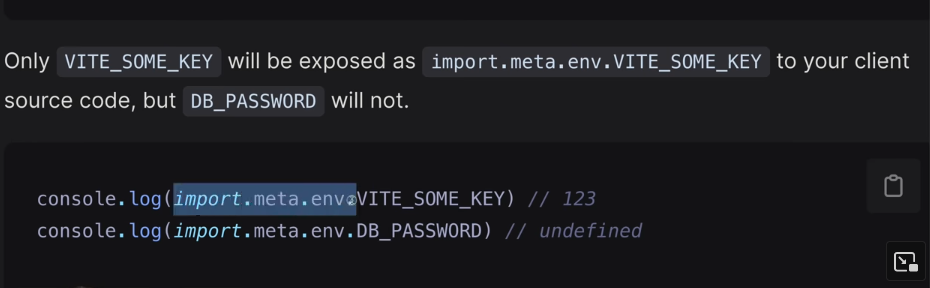 Only VITE_SOME_KEY will be exposed as import.meta.env.VITE_SOME_KEY to your client
source code, but DB_PASSWORD will not.
console.log(import.meta.env.VITE_SOME_KEY) // 123
console.log(import.meta.env.DB_PASSWORD) // undefined